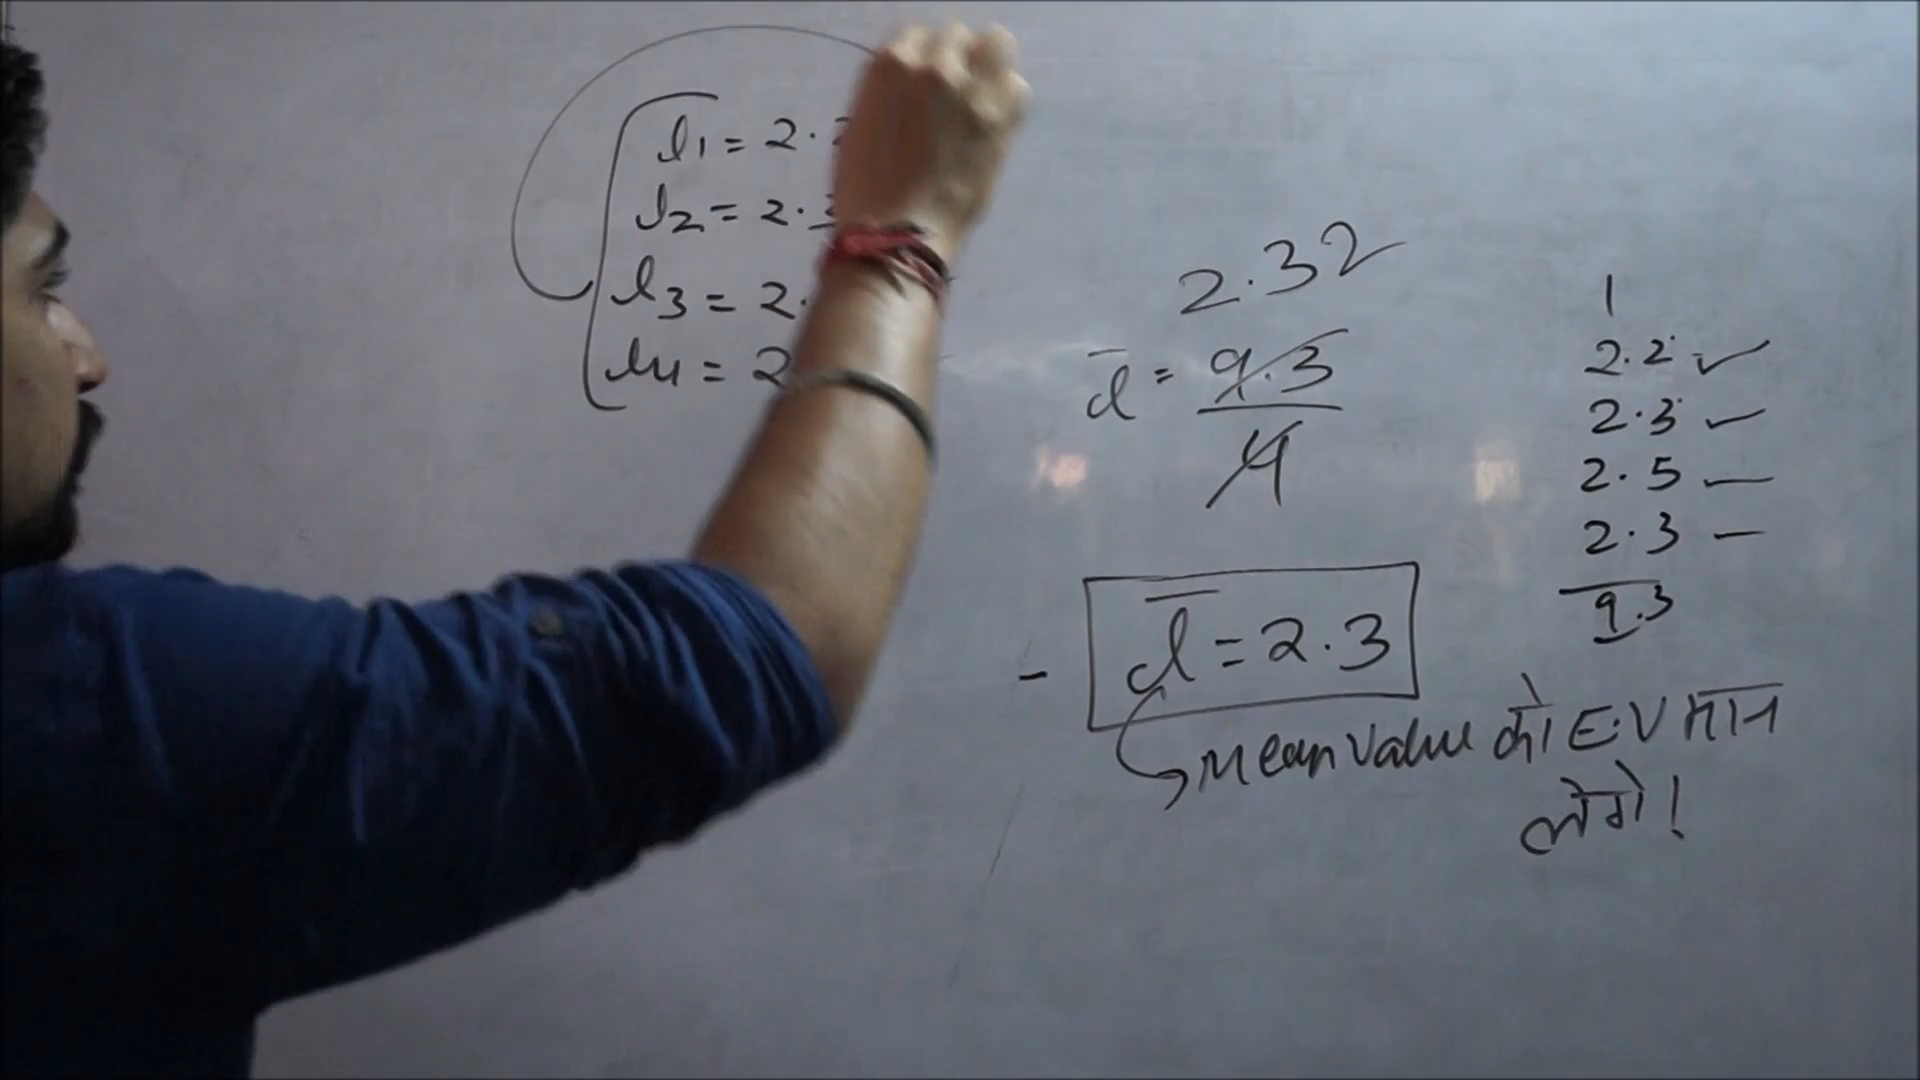 l1 = 2.
l2 = 2.
l3 = 2.
l4 = 2
2.32
l̅ = 9.3
4
l̅ = 2.3
Mean Value को E.V मान
लेगे!
1
2.2 ✓
2.3 ✓
2.5 –
2.3 –
9.3